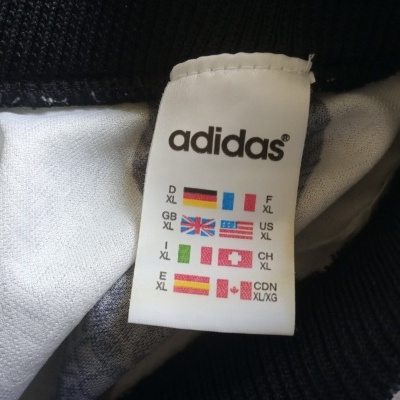 adidas®
D XL F XL
GB XL US XL
I XL CH XL
E XL CDN XL/XG